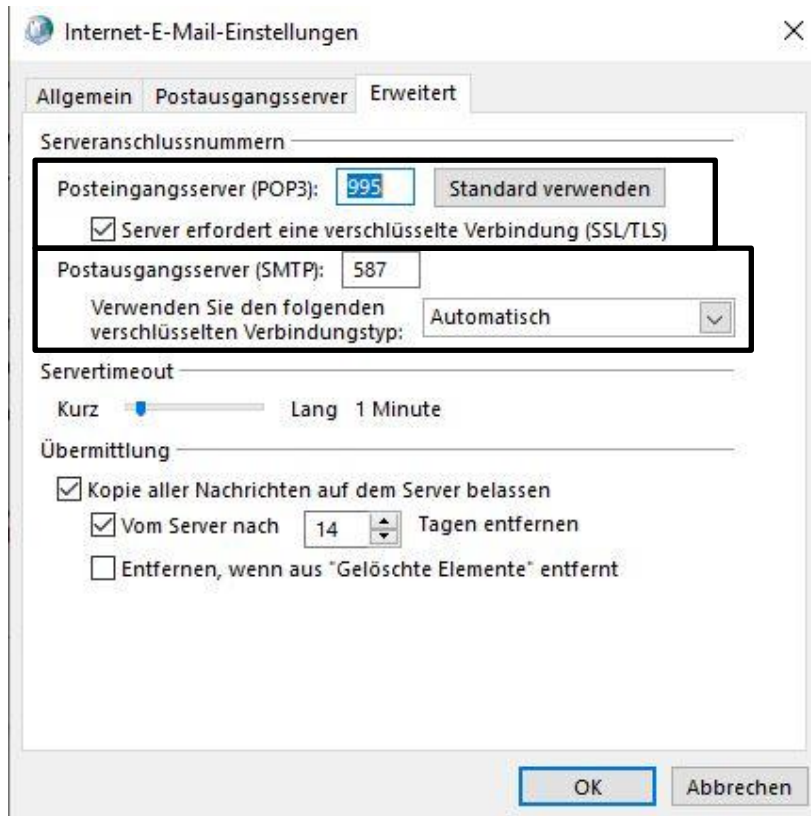 Internet-E-Mail-Einstellungen
Allgemein Postausgangsserver Erweitert
Serveranschlussnummern
Posteingangsserver (POP3): 995 Standard verwenden
Server erfordert eine verschlüsselte Verbindung (SSL/TLS)
Postausgangsserver (SMTP): 587
Verwenden Sie den folgenden
verschlüsselten Verbindungstyp: Automatisch
Servertimeout
Kurz Lang 1 Minute
Übermittlung
Kopie aller Nachrichten auf dem Server belassen
Vom Server nach 14 Tagen entfernen
Entfernen, wenn aus "Gelöschte Elemente" entfernt
OK Abbrechen